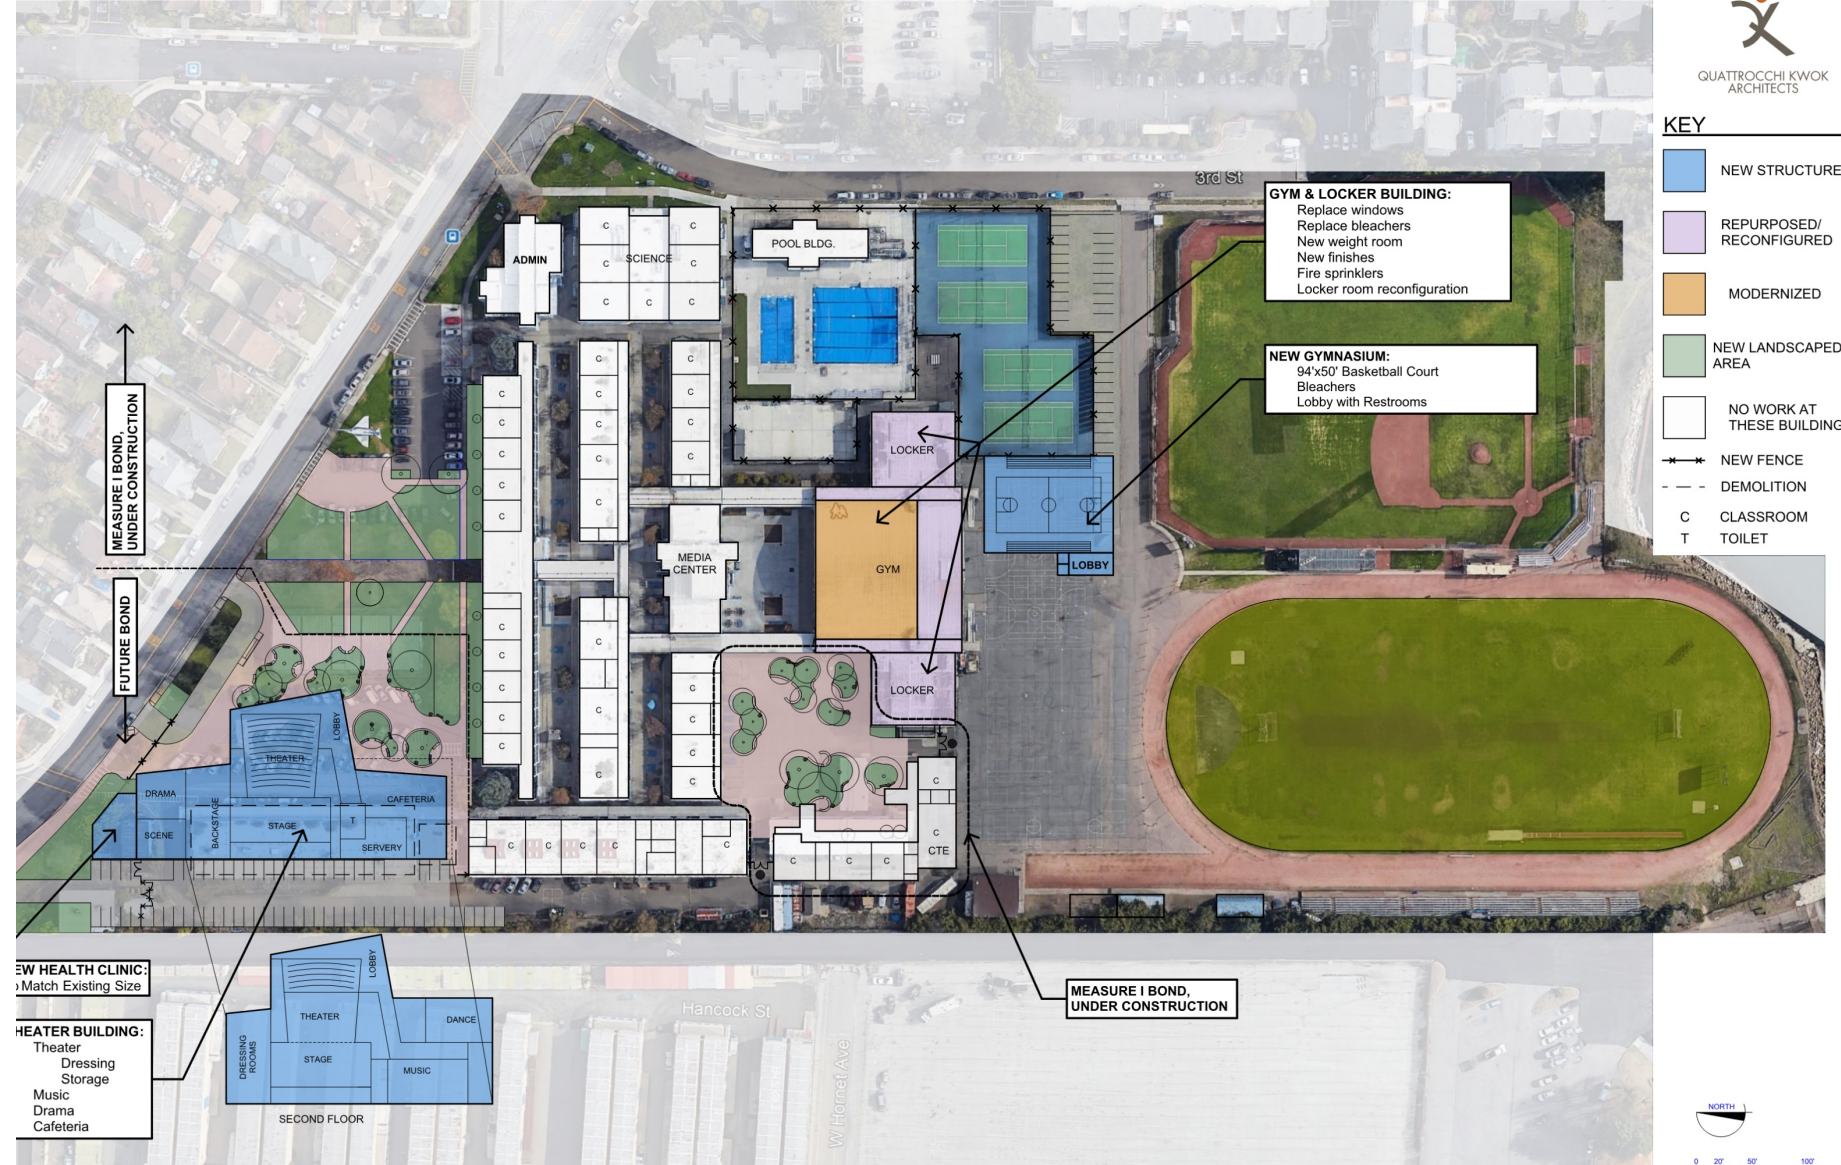 QUATTROCCHI KWOK
ARCHITECTS
KEY
NEW STRUCTURE
REPURPOSED/
RECONFIGURED
MODERNIZED
NEW LANDSCAPED
AREA
NO WORK AT
THESE BUILDING
NEW FENCE
DEMOLITION
C CLASSROOM
T TOILET
3rd St
GYM & LOCKER BUILDING:
Replace windows
Replace bleachers
New weight room
New finishes
Fire sprinklers
Locker room reconfiguration
NEW GYMNASIUM:
94'x50' Basketball Court
Bleachers
Lobby with Restrooms
MEASURE I BOND,
UNDER CONSTRUCTION
FUTURE BOND
ADMIN
C C
SCIENCE
C C
C C C
POOL BLDG.
C C C
C C C
C C C
C C C
C C
LOCKER
MEDIA
CENTER
GYM
LOBBY
C C
C
C C C
C C C
C C
C C C
LOCKER
THEATER
LOBBY
DRAMA
CAFETERIA
SCENE
BACKSTAGE
STAGE
T
SERVERY
C C C C C
C C C
C
C
CTE
EW HEALTH CLINIC:
Match Existing Size
HEATER BUILDING:
Theater
Dressing
Storage
Music
Drama
Cafeteria
LOBBY
THEATER
DANCE
DRESSING
ROOMS
STAGE
MUSIC
SECOND FLOOR
Hancock St
W Hornet Ave
MEASURE I BOND,
UNDER CONSTRUCTION
NORTH
0 20' 50' 100'